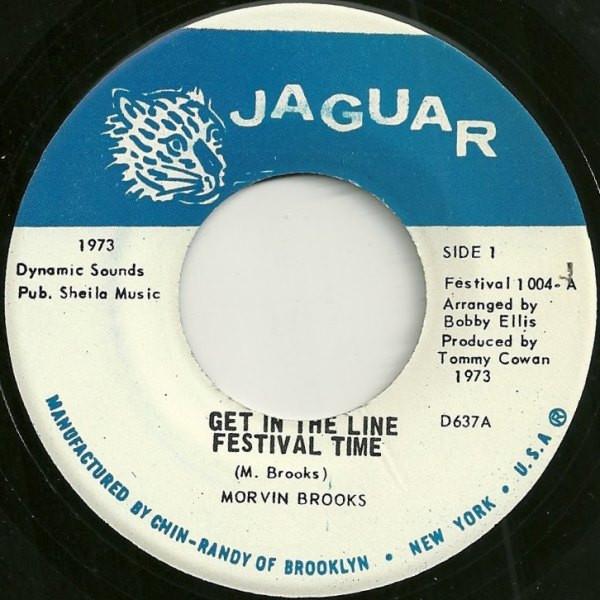 JAGUAR
1973
Dynamic Sounds
Pub. Sheila Music
SIDE 1
Festival 1004-A
Arranged by
Bobby Ellis
Produced by
Tommy Cowan
1973
D637A
GET IN THE LINE
FESTIVAL TIME
(M. Brooks)
MORVIN BROOKS
MANUFACTURED BY CHIN-RANDY OF BROOKLYN • NEW YORK • U.S.A ®